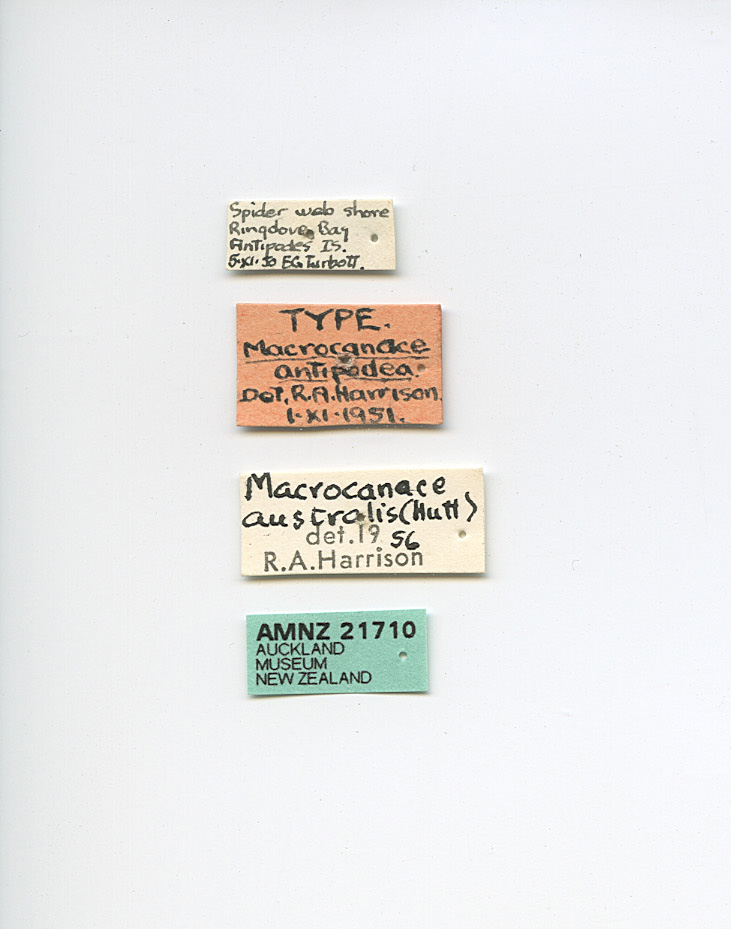 Spider web shore
Ringdove Bay
Antipodes Is.
5·XI·50 EG Turbott.
TYPE.
Macrocanace
antipodea.
Det. R.A. Harrison.
1·XI·1951.
Macrocanace
australis (Hutt)
det. 19 56
R.A. Harrison
AMNZ 21710
AUCKLAND
MUSEUM
NEW ZEALAND